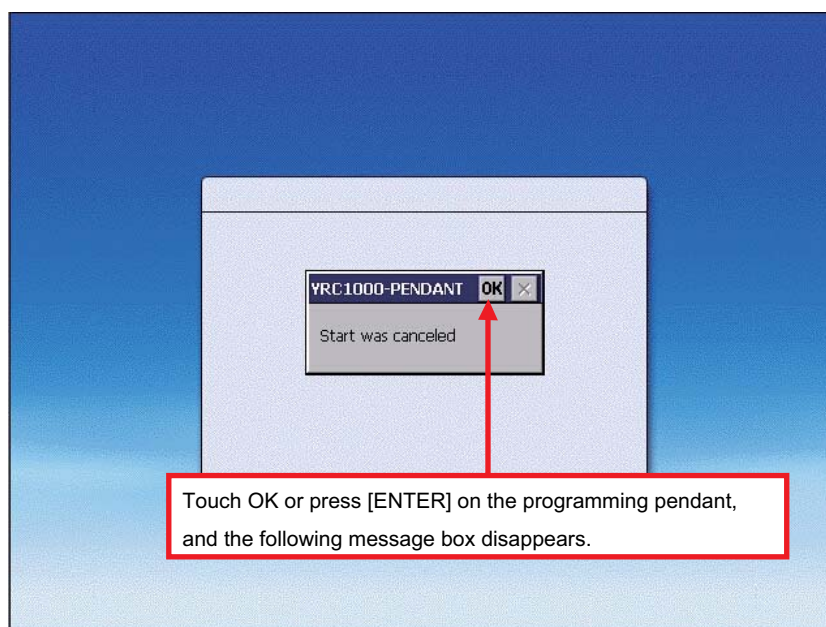 YRC1000-PENDANT OK
Start was canceled
Touch OK or press [ENTER] on the programming pendant,
and the following message box disappears.